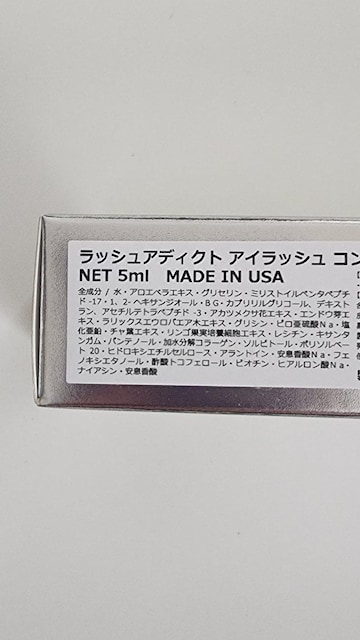 ラッシュアディクト アイラッシュ コン
NET 5ml MADE IN USA
全成分 / 水・アロエベラエキス・グリセリン・ミリストイルペンタペプチ
ド -17・1、2- ヘキサンジオール・BG・カプリリルグリコール、デキスト
ラン、アセチルテトラペプチド -3・アカツメクサ花エキス・エンドウ芽エ
キス・ラリックスエウロパエア木エキス・グリシン・ピロ亜硫酸Na・塩
化亜鉛・チャ葉エキス・リンゴ果実培養細胞エキス・レシチン・キサンタ
ンガム・パンテノール・加水分解コラーゲン・ソルビトール・ポリソルベー
ト 20・ヒドロキシエチルセルロース・アラントイン・安息香酸Na・フェ
ノキシエタノール・酢酸トコフェロール・ビオチン・ヒアルロン酸Na・
ナイアシン・安息香酸